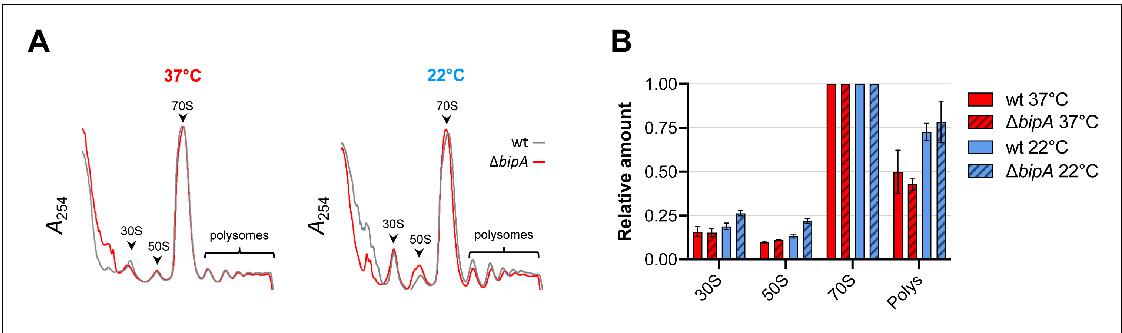 A
B
37°C
22°C
70S
70S
wt
ΔbipA
30S
50S
polysomes
30S
50S
polysomes
A254
A254
Relative amount
1.00
0.75
0.50
0.25
0.00
30S
50S
70S
Polys
wt 37°C
ΔbipA 37°C
wt 22°C
ΔbipA 22°C